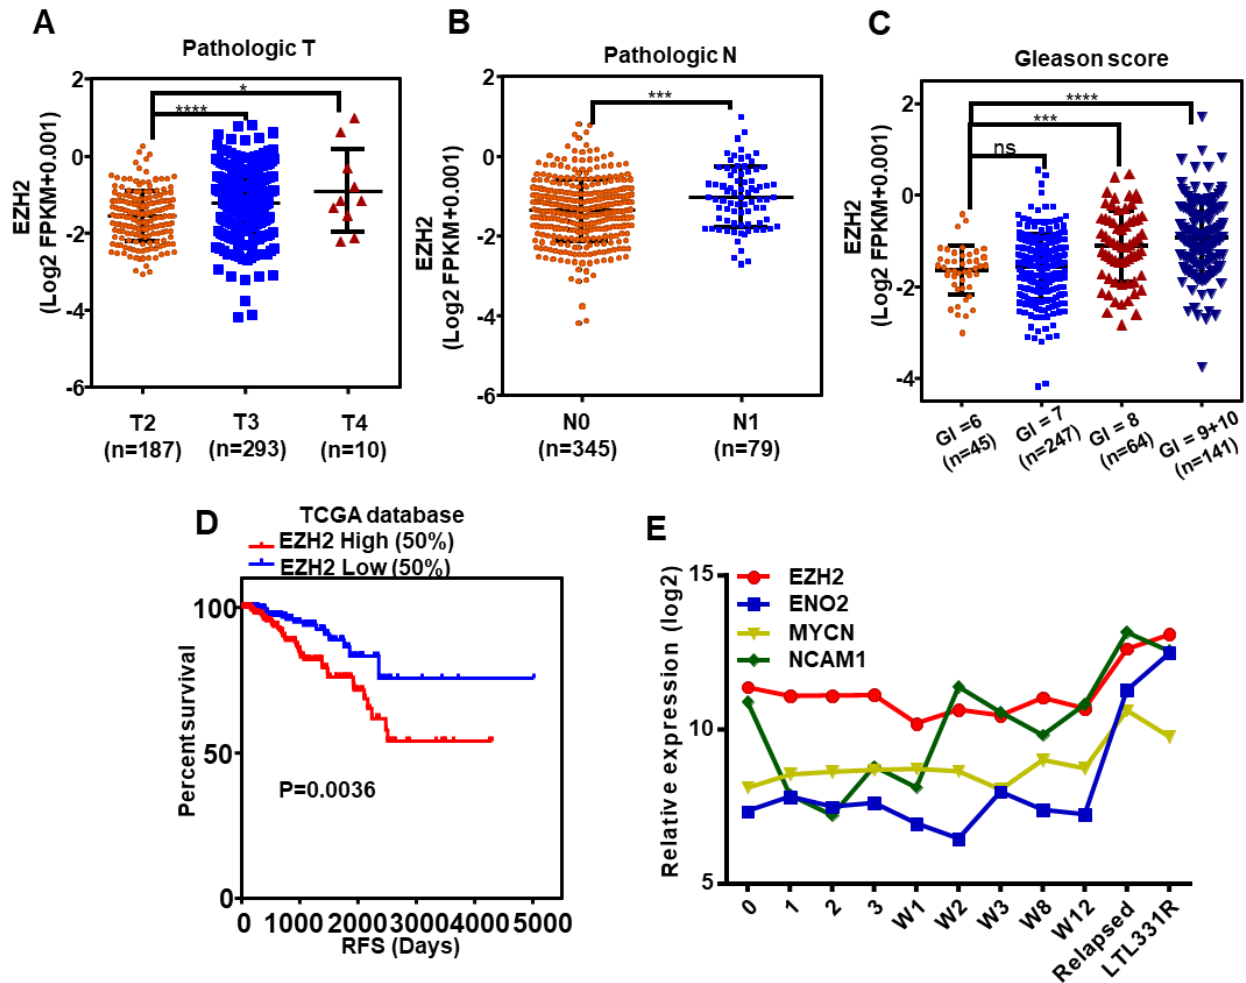 A
Pathologic T
EZH2
(Log2 FPKM+0.001)
2
0
-2
-4
-6
*
****
T2
(n=187)
T3
(n=293)
T4
(n=10)
B
Pathologic N
EZH2
(Log2 FPKM+0.001)
2
0
-2
-4
-6
***
N0
(n=345)
N1
(n=79)
C
Gleason score
EZH2
(Log2 FPKM+0.001)
2
0
-2
-4
****
***
ns
Gl =6
(n=45)
Gl = 7
(n=247)
Gl = 8
(n=64)
Gl = 9+10
(n=141)
D
TCGA database
EZH2 High (50%)
EZH2 Low (50%)
Percent survival
100
50
0
P=0.0036
0 1000 2000 3000 4000 5000
RFS (Days)
E
EZH2
ENO2
MYCN
NCAM1
Relative expression (log2)
15
10
5
0 1 2 3 W1 W2 W3 W8 W12 Relapsed LTL331R